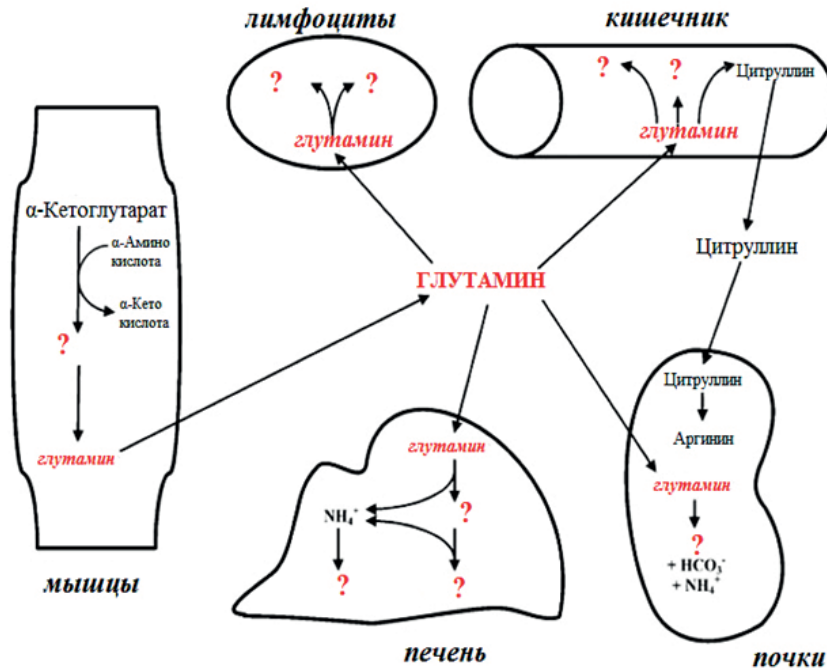 лимфоциты
кишечник
?
?
глутамин
?
?
Цитруллин
глутамин
α-Кетоглутарат
α-Амино
кислота
α-Кето
кислота
?
глутамин
мышцы
ГЛУТАМИН
Цитруллин
глутамин
NH₄⁺
?
?
?
печень
Цитруллин
Аргинин
глутамин
?
+ HCO₃⁻
+ NH₄⁺
почки